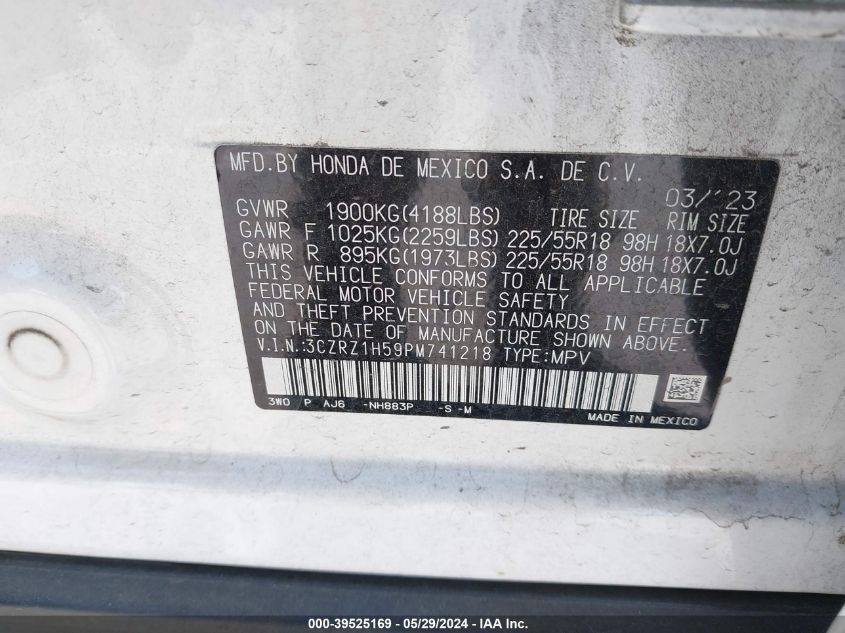 MFD.BY HONDA DE MEXICO S.A. DE C.V.
03/'23
GVWR 1900KG(4188LBS) TIRE SIZE RIM SIZE
GAWR F 1025KG(2259LBS) 225/55R18 98H 18X7.0J
GAWR R 895KG(1973LBS) 225/55R18 98H 18X7.0J
THIS VEHICLE CONFORMS TO ALL APPLICABLE
FEDERAL MOTOR VEHICLE SAFETY
AND THEFT PREVENTION STANDARDS IN EFFECT
ON THE DATE OF MANUFACTURE SHOWN ABOVE.
V.I.N.:3CZRZ1H59PM741218 TYPE:MPV
3WO P AJ6 -NH883P -S -M
MADE IN MEXICO
000-39525169 - 05/29/2024 - IAA Inc.